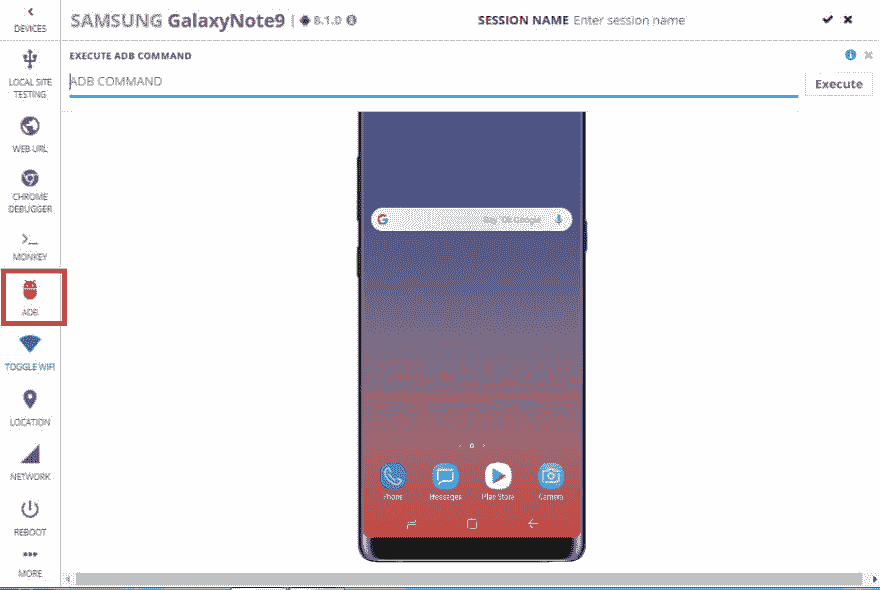 DEVICES
SAMSUNG GalaxyNote9 | 8.1.0
SESSION NAME Enter session name
EXECUTE ADB COMMAND
ADB COMMAND
Execute
LOCAL SITE
TESTING
WEB URL
CHROME
DEBUGGER
>_
MONKEY
ADB
TOGGLE WIFI
LOCATION
NETWORK
REBOOT
MORE
G
Say "Ok Google"
Phone
Messages
Play Store
Camera